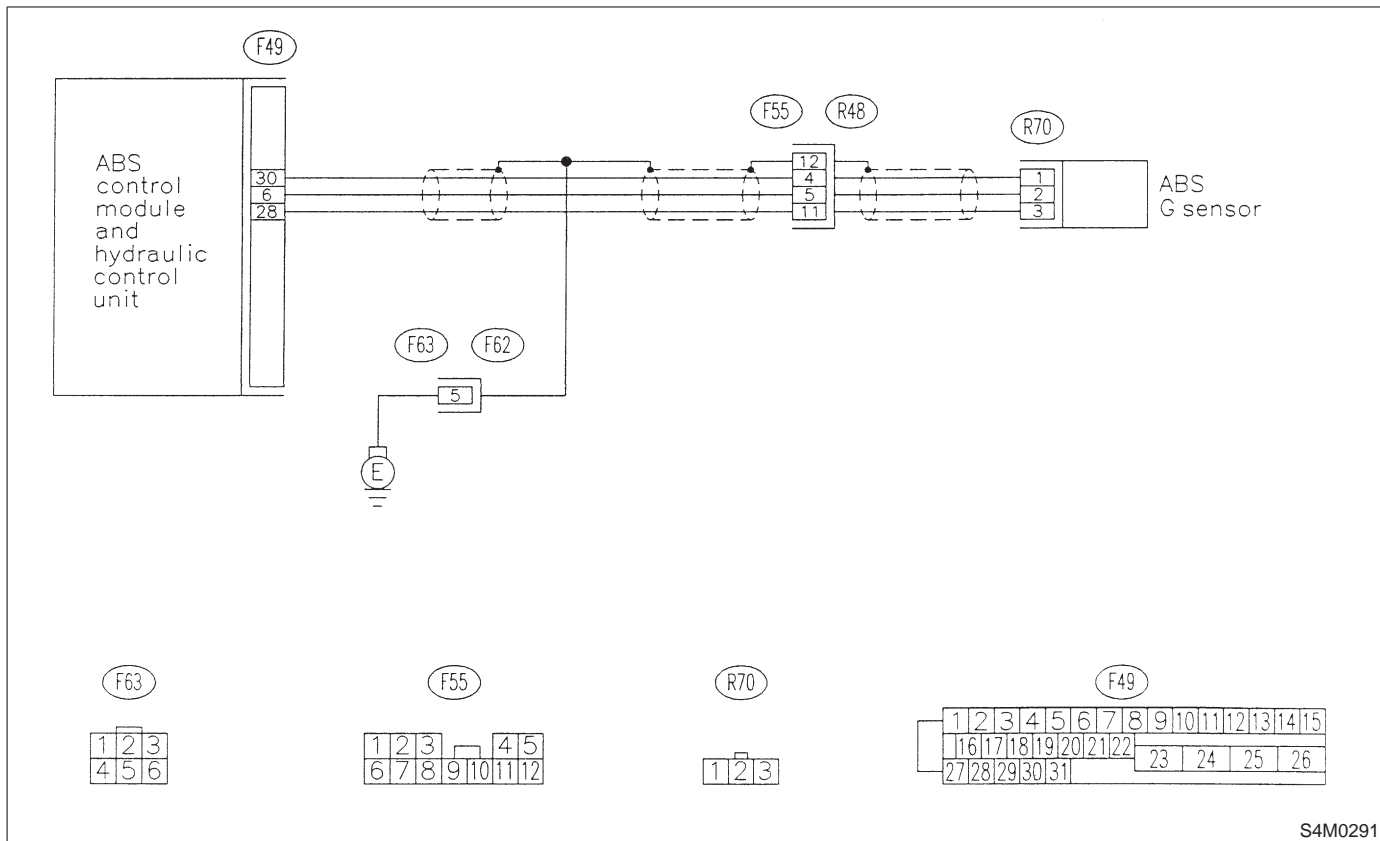 F49
F55 R48
R70
ABS
control
module
and
hydraulic
control
unit
30
6
28
12
4
5
11
1
2
3
ABS
G sensor
F63 F62
5
E
F63
F55
R70
F49
1 2 3
4 5 6
1 2 3 4 5
6 7 8 9 10 11 12
1 2 3
1 2 3 4 5 6 7 8 9 10 11 12 13 14 15
16 17 18 19 20 21 22
23 24 25 26
27 28 29 30 31
S4M0291